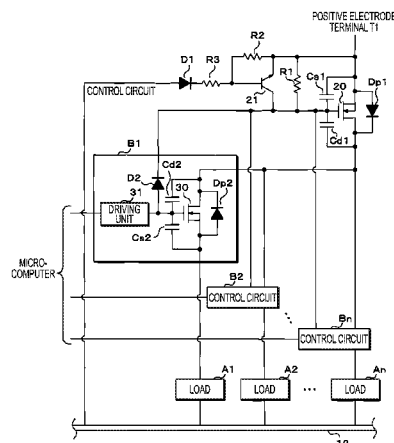 POSITIVE ELECTRODE
TERMINAL T1
R2
D1
R3
R1
Cs1
20
Dp1
CONTROL CIRCUIT
21
Cd1
B1
Cd2
D2
30
Dp2
31
DRIVING
UNIT
Cs2
MICRO-
COMPUTER
B2
CONTROL CIRCUIT
Bn
CONTROL CIRCUIT
A1
A2
An
LOAD
LOAD
...
LOAD